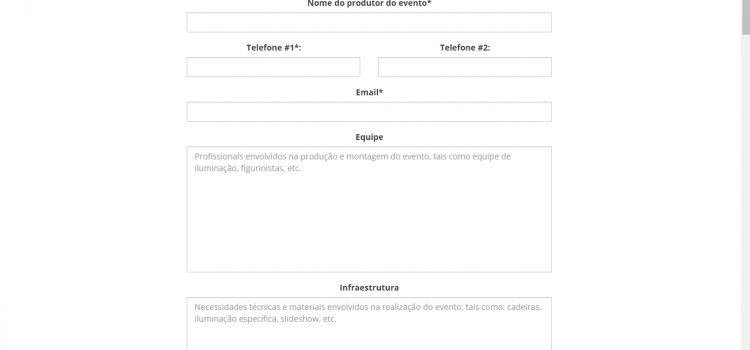 Nome do produtor do evento*
Telefone #1*:
Telefone #2:
Email*
Equipe
Profissionais envolvidos na produção e montagem do evento, tais como equipe de
iluminação, figurinistas, etc.
Infraestrutura
Necessidades técnicas e materiais envolvidos na realização do evento, tais como: cadeiras,
iluminação específica, slideshow, etc.